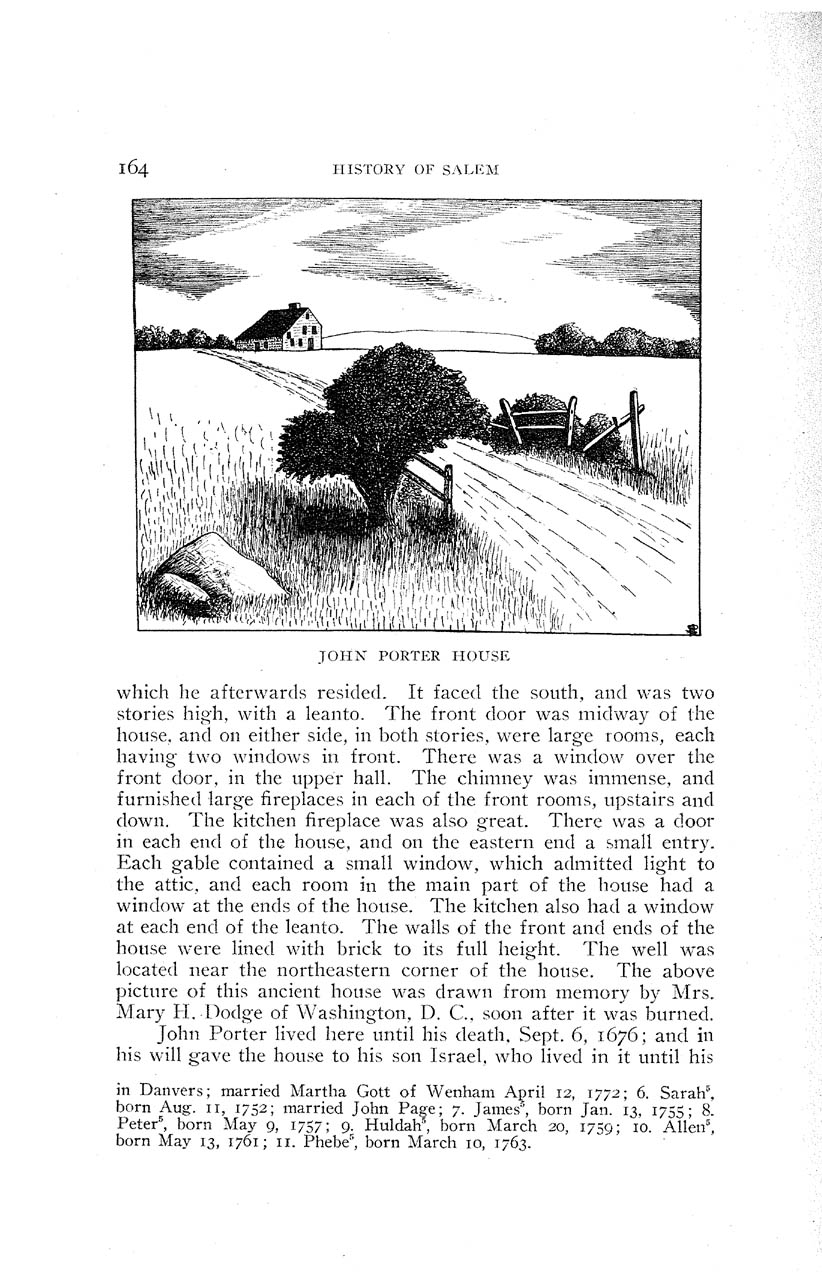 164 HISTORY OF SALEM
JOHN PORTER HOUSE
which he afterwards resided. It faced the south, and was two
stories high, with a leanto. The front door was midway of the
house, and on either side, in both stories, were large rooms, each
having two windows in front. There was a window over the
front door, in the upper hall. The chimney was immense, and
furnished large fireplaces in each of the front rooms, upstairs and
down. The kitchen fireplace was also great. There was a door
in each end of the house, and on the eastern end a small entry.
Each gable contained a small window, which admitted light to
the attic, and each room in the main part of the house had a
window at the ends of the house. The kitchen also had a window
at each end of the leanto. The walls of the front and ends of the
house were lined with brick to its full height. The well was
located near the northeastern corner of the house. The above
picture of this ancient house was drawn from memory by Mrs.
Mary H. Dodge of Washington, D. C., soon after it was burned.
John Porter lived here until his death, Sept. 6, 1676; and in
his will gave the house to his son Israel, who lived in it until his
in Danvers; married Martha Gott of Wenham April 12, 1772; 6. Sarah⁵,
born Aug. 11, 1752; married John Page; 7. James⁵, born Jan. 13, 1755; 8.
Peter⁵, born May 9, 1757; 9. Huldah⁵, born March 20, 1759; 10. Allen⁵,
born May 13, 1761; 11. Phebe⁵, born March 10, 1763.